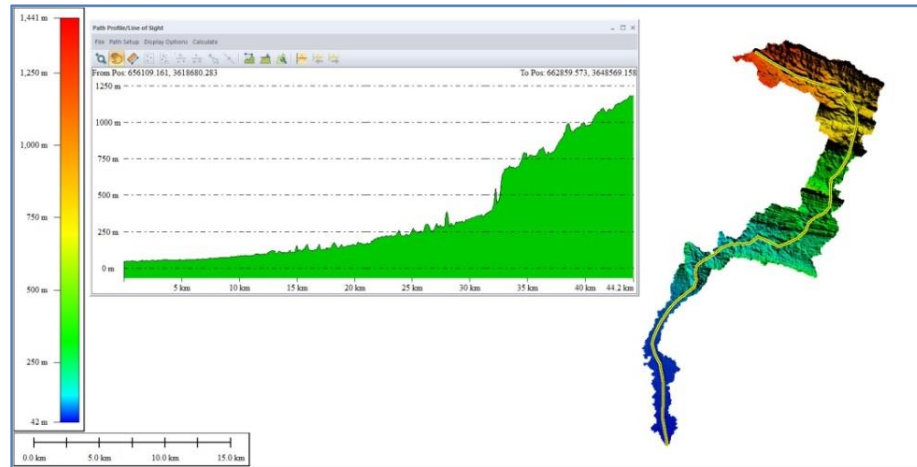 1,441 m
1,250 m
1,000 m
750 m
500 m
250 m
42 m
0.0 km 5.0 km 10.0 km 15.0 km
Path Profile/Line of Sight
File Path Setup Display Options Calculate
From Pos: 656109.161, 3618680.283 To Pos: 662859.573, 3648569.158
1250 m
1000 m
750 m
500 m
250 m
0 m
5 km 10 km 15 km 20 km 25 km 30 km 35 km 40 km 44.2 km